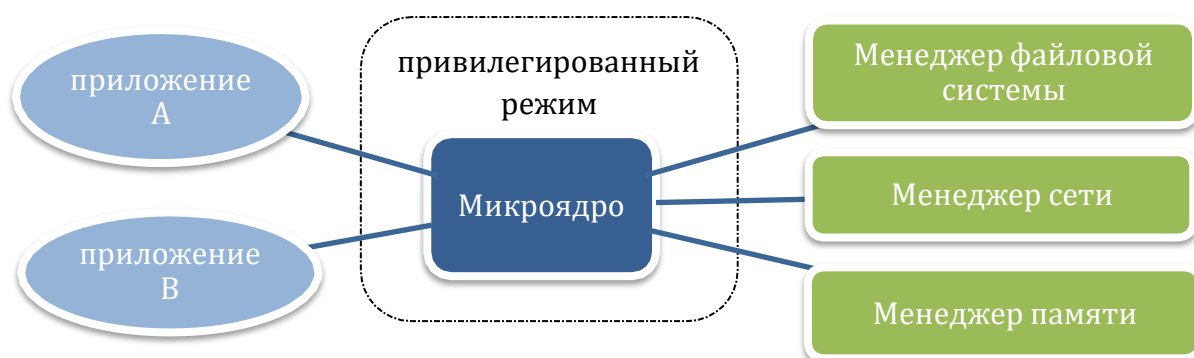 приложение
А
приложение
В
привилегированный
режим
Микроядро
Менеджер файловой
системы
Менеджер сети
Менеджер памяти